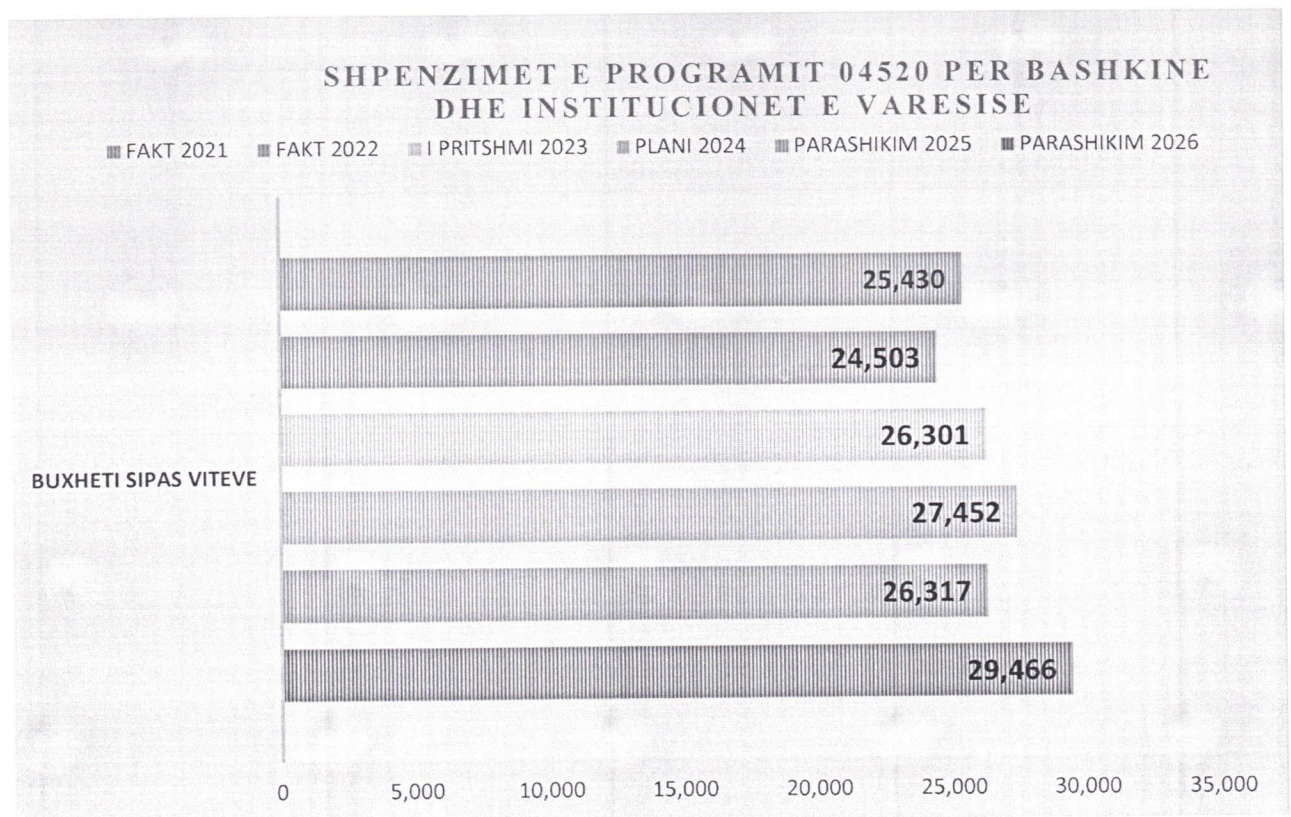 SHPENZIMET E PROGRAMIT 04520 PER BASHKINE
DHE INSTITUCIONET E VARESISE
FAKT 2021 FAKT 2022 I PRITSHMI 2023 PLANI 2024 PARASHIKIM 2025 PARASHIKIM 2026
25,430
24,503
26,301
BUXHETI SIPAS VITEVE
27,452
26,317
29,466
0 5,000 10,000 15,000 20,000 25,000 30,000 35,000